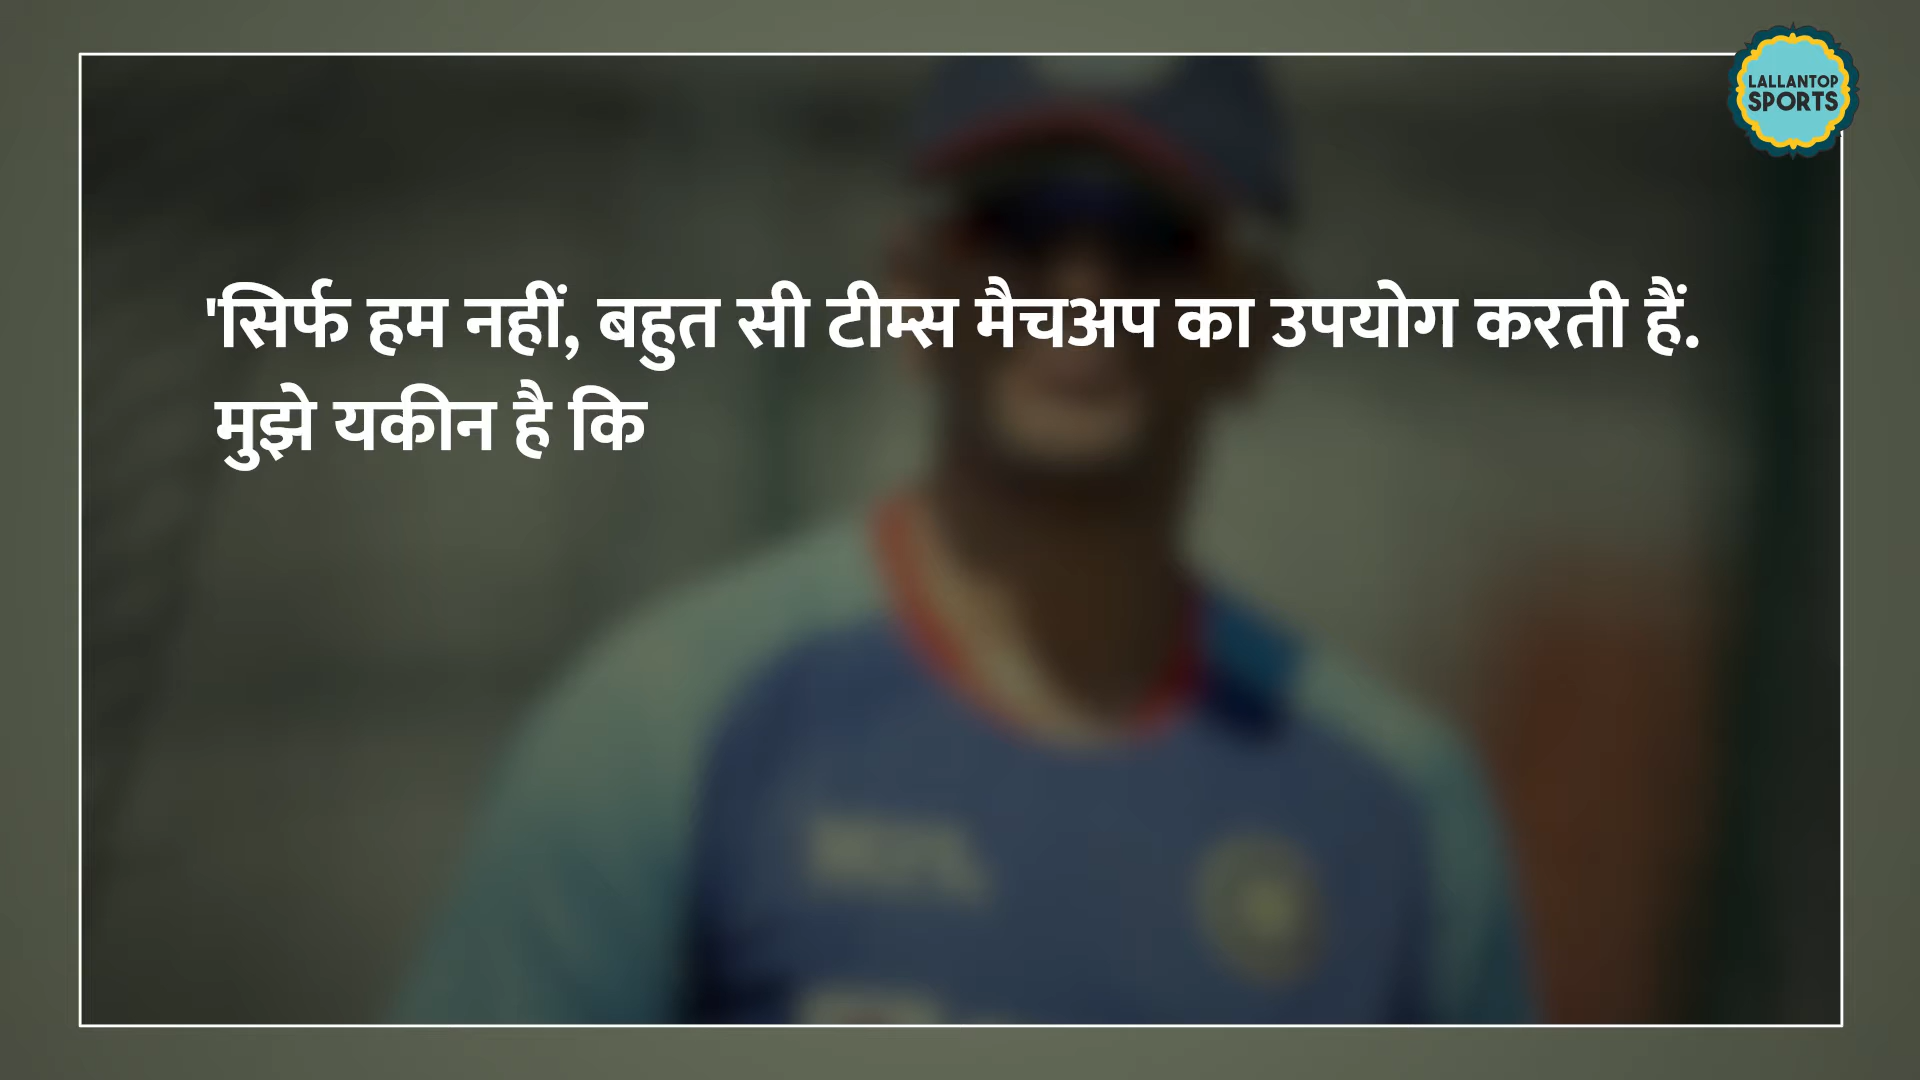 LALLANTOP
SPORTS
'सिर्फ हम नहीं, बहुत सी टीम्स मैचअप का उपयोग करती हैं.
मुझे यकीन है कि